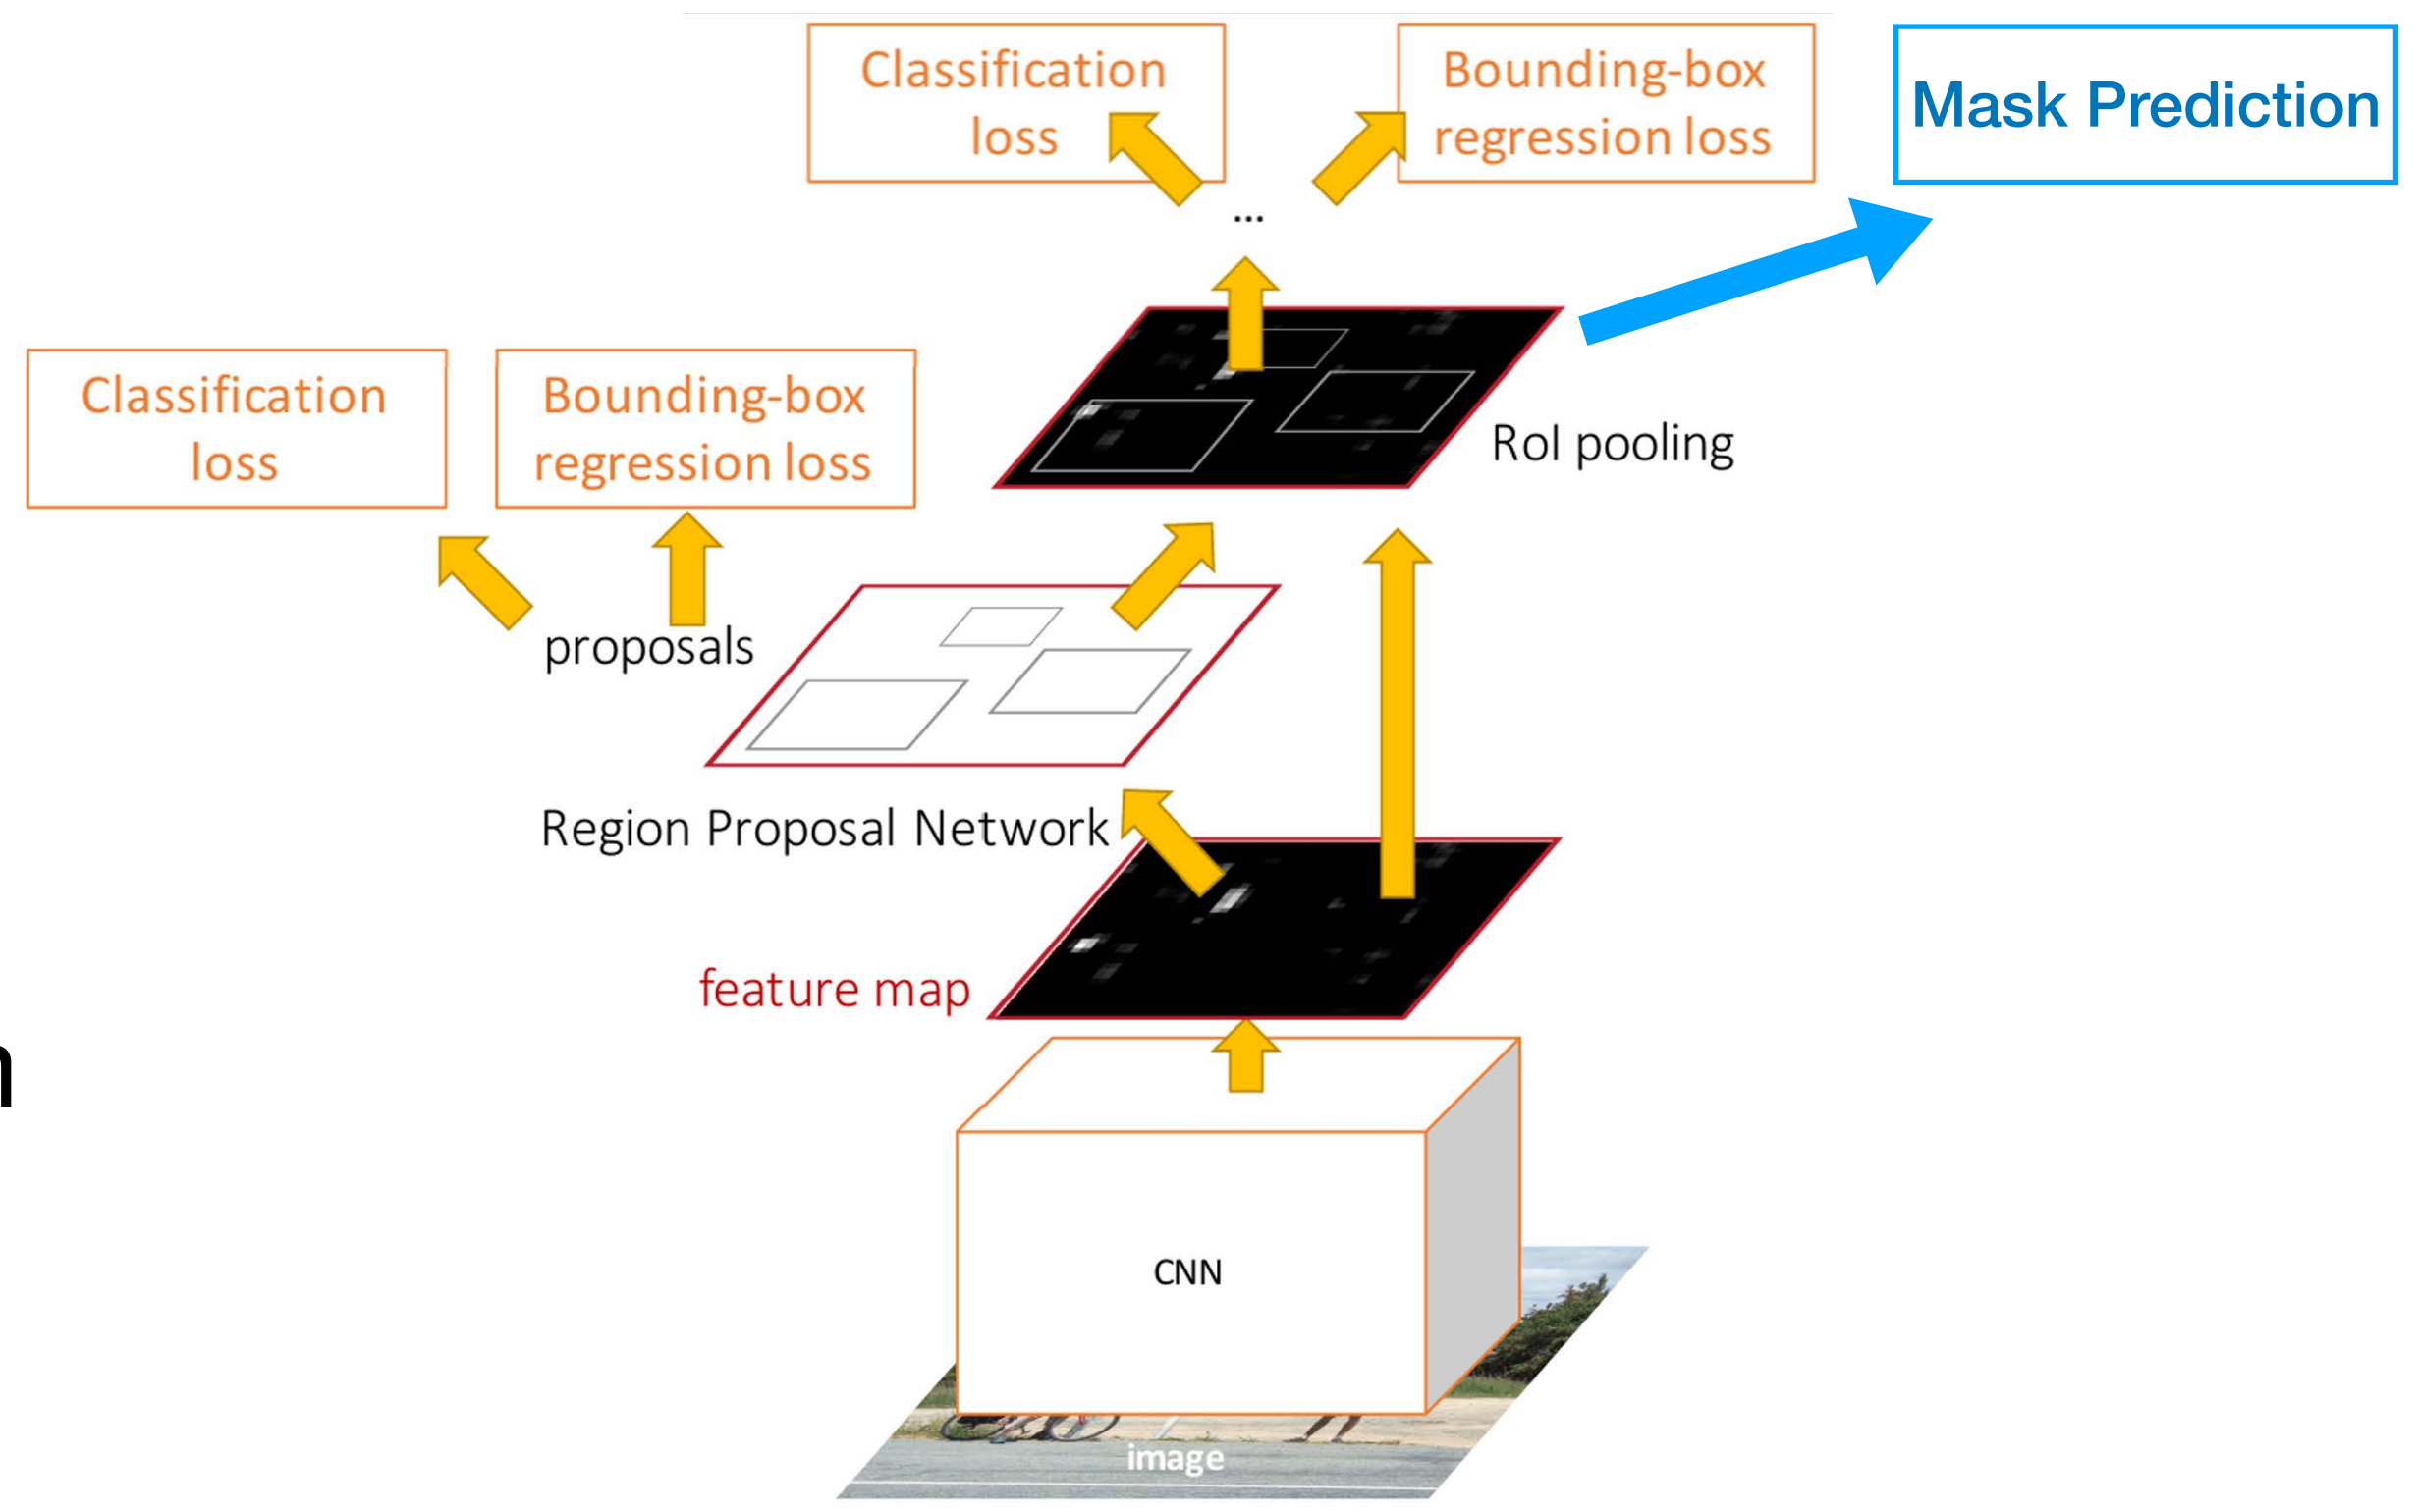 Classification
loss
Bounding-box
regression loss
Mask Prediction
...
Classification
loss
Bounding-box
regression loss
RoI pooling
proposals
Region Proposal Network
feature map
n
CNN
image